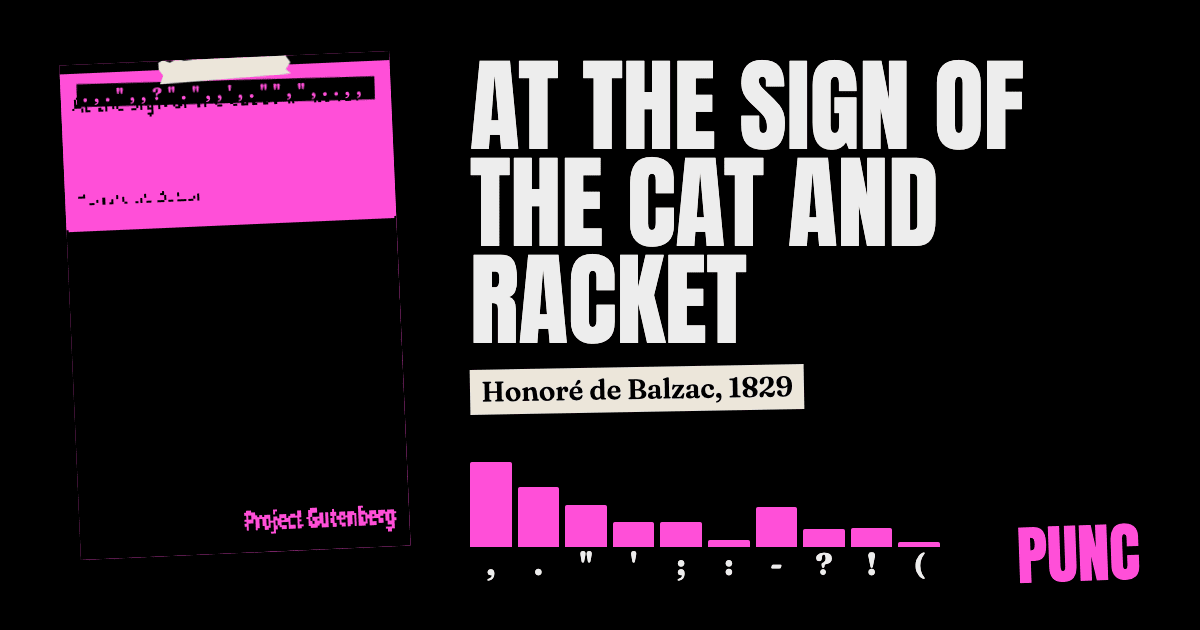 .,.",,?".",,',."",",..,,
Project Gutenberg
AT THE SIGN OF
THE CAT AND
RACKET
Honoré de Balzac, 1829
, . " ' ; : - ? ! (
PUNC